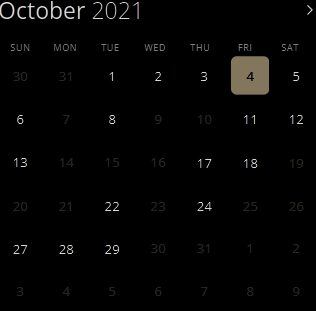 October 2021
SUN MON TUE WED THU FRI SAT
30 31 1 2 3 4 5
6 7 8 9 10 11 12
13 14 15 16 17 18 19
20 21 22 23 24 25 26
27 28 29 30 31 1 2
3 4 5 6 7 8 9